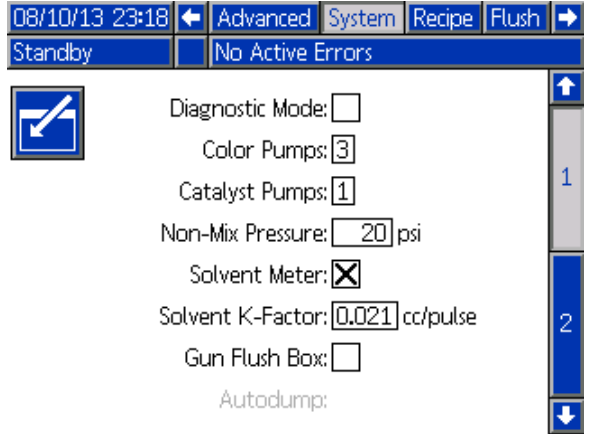 08/10/13 23:18 Advanced System Recipe Flush
Standby No Active Errors
Diagnostic Mode:
Color Pumps: 3
1
Catalyst Pumps: 1
Non-Mix Pressure: 20 psi
Solvent Meter:
Solvent K-Factor: 0.021 cc/pulse
2
Gun Flush Box:
Autodump: